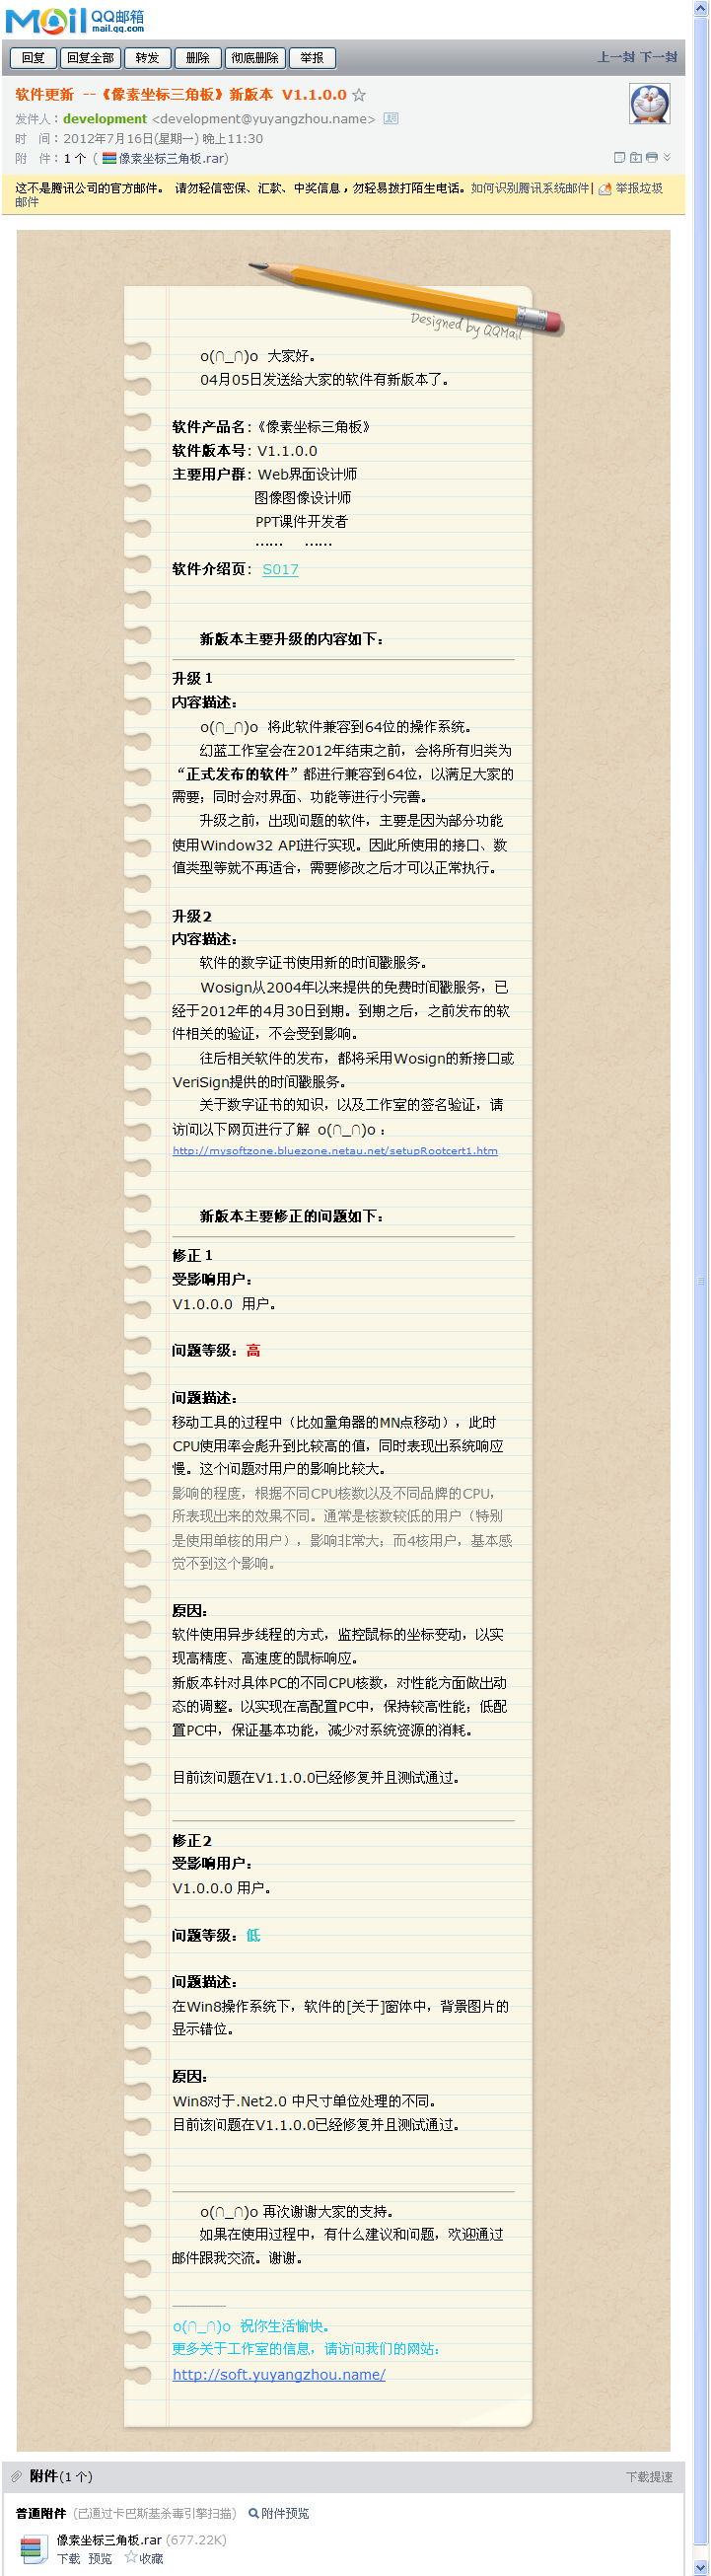 Mail QQ邮箱
mail.qq.com
回复 回复全部 转发 删除 彻底删除 举报 上一封 下一封
软件更新 --《像素坐标三角板》新版本 V1.1.0.0
发件人：development <development@yuyangzhou.name>
时 间：2012年7月16日(星期一) 晚上11:30
附 件：1 个 ( 像素坐标三角板.rar)
这不是腾讯公司的官方邮件。 请勿轻信密保、汇款、中奖信息，勿轻易拨打陌生电话。如何识别腾讯系统邮件| 举报垃圾
邮件
Designed by QQMail
o(∩_∩)o 大家好。
04月05日发送给大家的软件有新版本了。
软件产品名：《像素坐标三角板》
软件版本号：V1.1.0.0
主要用户群：Web界面设计师
图像图像设计师
PPT课件开发者
…… ……
软件介绍页： S017
新版本主要升级的内容如下：
升级１
内容描述：
o(∩_∩)o 将此软件兼容到64位的操作系统。
幻蓝工作室会在2012年结束之前，会将所有归类为
“正式发布的软件”都进行兼容到64位，以满足大家的
需要；同时会对界面、功能等进行小完善。
升级之前，出现问题的软件，主要是因为部分功能
使用Window32 API进行实现。因此所使用的接口、数
值类型等就不再适合，需要修改之后才可以正常执行。
升级2
内容描述：
软件的数字证书使用新的时间戳服务。
Wosign从2004年以来提供的免费时间戳服务，已
经于2012年的4月30日到期。到期之后，之前发布的软
件相关的验证，不会受到影响。
往后相关软件的发布，都将采用Wosign的新接口或
VeriSign提供的时间戳服务。
关于数字证书的知识，以及工作室的签名验证，请
访问以下网页进行了解 o(∩_∩)o ：
http://mysoftzone.bluezone.netau.net/setupRootcert1.htm
新版本主要修正的问题如下：
修正１
受影响用户：
V1.0.0.0 用户。
问题等级：高
问题描述：
移动工具的过程中（比如量角器的MN点移动），此时
CPU使用率会彪升到比较高的值，同时表现出系统响应
慢。这个问题对用户的影响比较大。
影响的程度，根据不同CPU核数以及不同品牌的CPU，
所表现出来的效果不同。通常是核数较低的用户（特别
是使用单核的用户），影响非常大；而4核用户，基本感
觉不到这个影响。
原因：
软件使用异步线程的方式，监控鼠标的坐标变动，以实
现高精度、高速度的鼠标响应。
新版本针对具体PC的不同CPU核数，对性能方面做出动
态的调整。以实现在高配置PC中，保持较高性能；低配
置PC中，保证基本功能，减少对系统资源的消耗。
目前该问题在V1.1.0.0已经修复并且测试通过。
修正2
受影响用户：
V1.0.0.0 用户。
问题等级：低
问题描述：
在Win8操作系统下，软件的[关于]窗体中，背景图片的
显示错位。
原因：
Win8对于.Net2.0 中尺寸单位处理的不同。
目前该问题在V1.1.0.0已经修复并且测试通过。
o(∩_∩)o 再次谢谢大家的支持。
如果在使用过程中，有什么建议和问题，欢迎通过
邮件跟我交流。谢谢。
o(∩_∩)o 祝你生活愉快。
更多关于工作室的信息，请访问我们的网站：
http://soft.yuyangzhou.name/
附件(1 个) 下载提速
普通附件 (已通过卡巴斯基杀毒引擎扫描) 附件预览
像素坐标三角板.rar (677.22K)
下载 预览 收藏